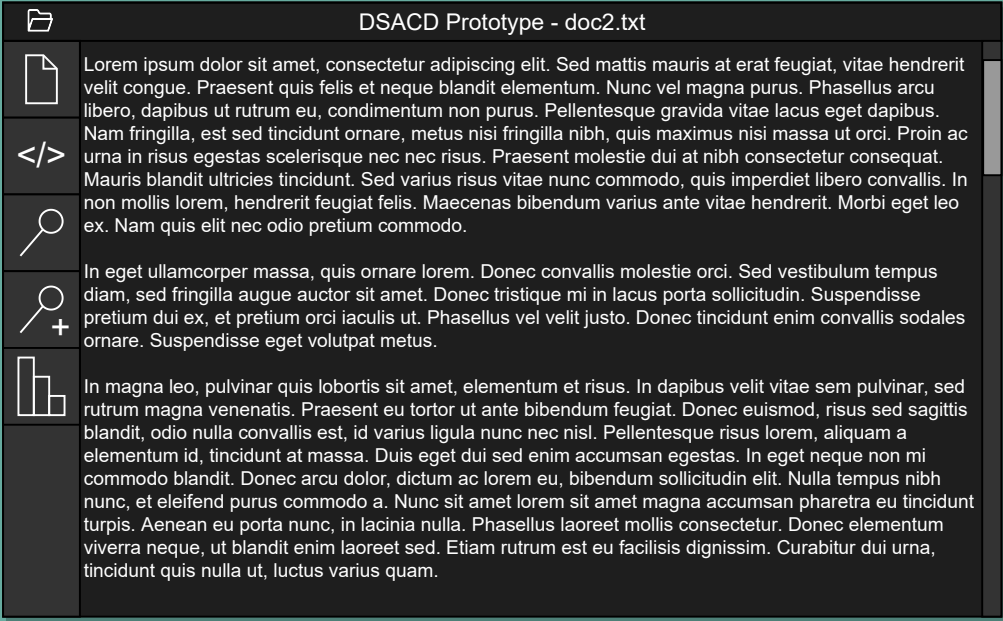 DSACD Prototype - doc2.txt
Lorem ipsum dolor sit amet, consectetur adipiscing elit. Sed mattis mauris at erat feugiat, vitae hendrerit
velit congue. Praesent quis felis et neque blandit elementum. Nunc vel magna purus. Phasellus arcu
libero, dapibus ut rutrum eu, condimentum non purus. Pellentesque gravida vitae lacus eget dapibus.
Nam fringilla, est sed tincidunt ornare, metus nisi fringilla nibh, quis maximus nisi massa ut orci. Proin ac
</>
urna in risus egestas scelerisque nec nec risus. Praesent molestie dui at nibh consectetur consequat.
Mauris blandit ultricies tincidunt. Sed varius risus vitae nunc commodo, quis imperdiet libero convallis. In
non mollis lorem, hendrerit feugiat felis. Maecenas bibendum varius ante vitae hendrerit. Morbi eget leo
ex. Nam quis elit nec odio pretium commodo.
In eget ullamcorper massa, quis ornare lorem. Donec convallis molestie orci. Sed vestibulum tempus
diam, sed fringilla augue auctor sit amet. Donec tristique mi in lacus porta sollicitudin. Suspendisse
pretium dui ex, et pretium orci iaculis ut. Phasellus vel velit justo. Donec tincidunt enim convallis sodales
ornare. Suspendisse eget volutpat metus.
In magna leo, pulvinar quis lobortis sit amet, elementum et risus. In dapibus velit vitae sem pulvinar, sed
rutrum magna venenatis. Praesent eu tortor ut ante bibendum feugiat. Donec euismod, risus sed sagittis
blandit, odio nulla convallis est, id varius ligula nunc nec nisl. Pellentesque risus lorem, aliquam a
elementum id, tincidunt at massa. Duis eget dui sed enim accumsan egestas. In eget neque non mi
commodo blandit. Donec arcu dolor, dictum ac lorem eu, bibendum sollicitudin elit. Nulla tempus nibh
nunc, et eleifend purus commodo a. Nunc sit amet lorem sit amet magna accumsan pharetra eu tincidunt
turpis. Aenean eu porta nunc, in lacinia nulla. Phasellus laoreet mollis consectetur. Donec elementum
viverra neque, ut blandit enim laoreet sed. Etiam rutrum est eu facilisis dignissim. Curabitur dui urna,
tincidunt quis nulla ut, luctus varius quam.